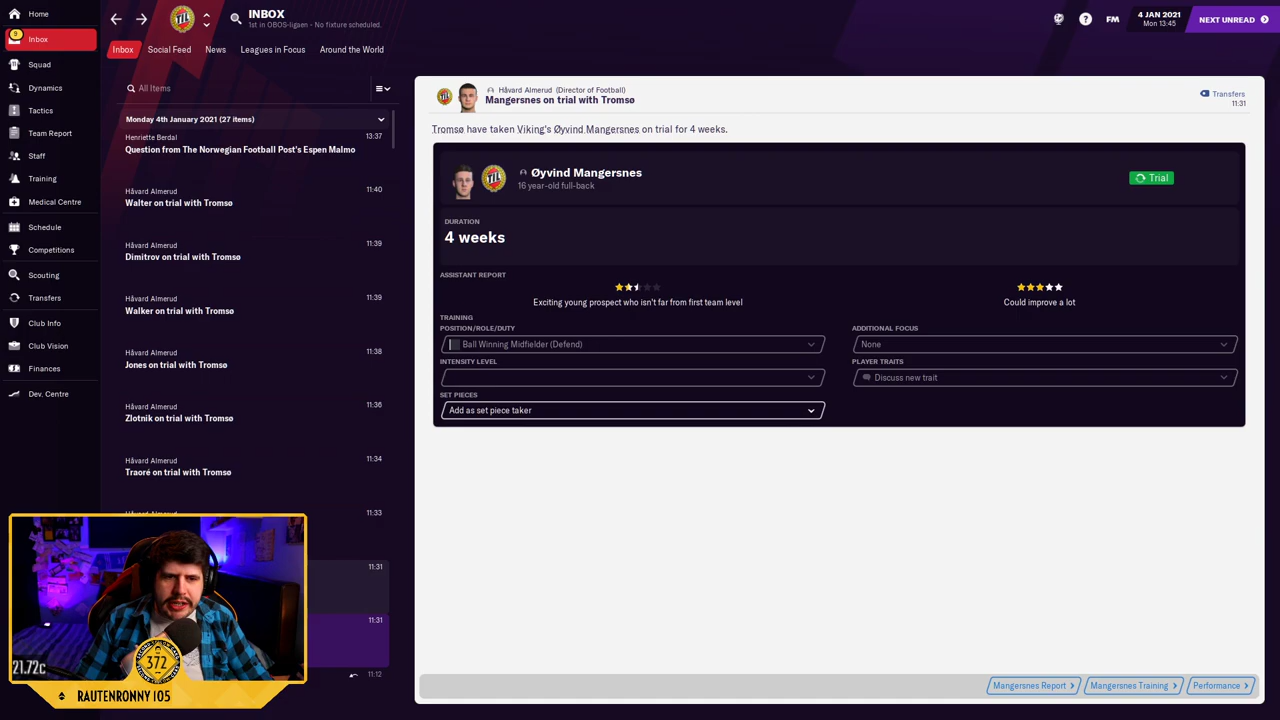 Home
9
Inbox
Squad
Dynamics
Tactics
Team Report
Staff
Training
Medical Centre
Schedule
Competitions
Scouting
Transfers
Club Info
Club Vision
Finances
Dev. Centre
TIL
INBOX
1st in OBOS-ligaen - No fixture scheduled.
FM
4 JAN 2021
Mon 13:45
NEXT UNREAD
Inbox
Social Feed
News
Leagues in Focus
Around the World
All Items
Monday 4th January 2021 (27 items)
Henriette Berdal
13:37
Question from The Norwegian Football Post's Espen Malmo
Håvard Almerud
11:40
Walter on trial with Tromsø
Håvard Almerud
11:39
Dimitrov on trial with Tromsø
Håvard Almerud
11:39
Walker on trial with Tromsø
Håvard Almerud
11:38
Jones on trial with Tromsø
Håvard Almerud
11:36
Zlotnik on trial with Tromsø
Håvard Almerud
11:34
Traoré on trial with Tromsø
Håvard Almerud
11:33
11:31
11:31
11:12
TIL
Håvard Almerud (Director of Football)
Mangersnes on trial with Tromsø
Transfers
11:31
Tromsø have taken Viking's Øyvind Mangersnes on trial for 4 weeks.
TIL
Øyvind Mangersnes
16 year-old full-back
Trial
DURATION
4 weeks
ASSISTANT REPORT
Exciting young prospect who isn't far from first team level
Could improve a lot
TRAINING
POSITION/ROLE/DUTY
Ball Winning Midfielder (Defend)
ADDITIONAL FOCUS
None
INTENSITY LEVEL
PLAYER TRAITS
Discuss new trait
SET PIECES
Add as set piece taker
Mangersnes Report
Mangersnes Training
Performance
21.72c
372
RAUTENRONNY 105